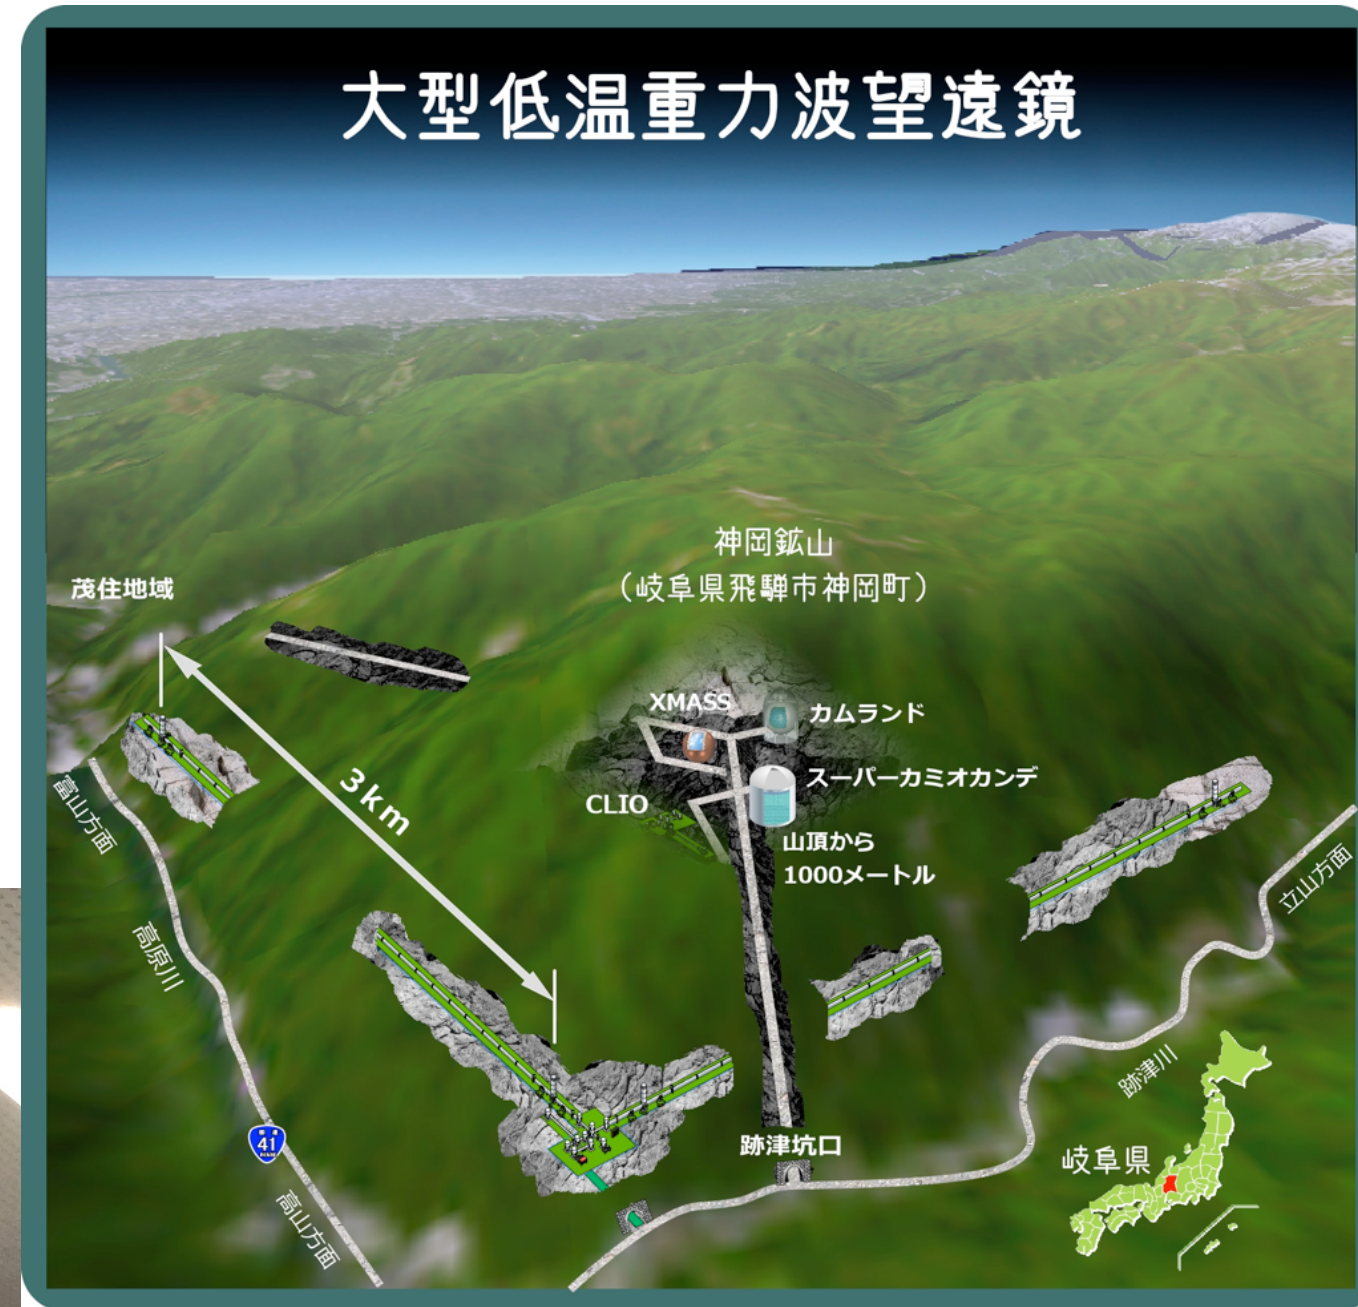 大型低温重力波望遠鏡
神岡鉱山
(岐阜県飛騨市神岡町)
茂住地域
XMASS
カムランド
3km
スーパーカミオカンデ
CLIO
山頂から
1000メートル
富山方面
立山方面
高原川
跡津川
41
跡津坑口
岐阜県
高山方面